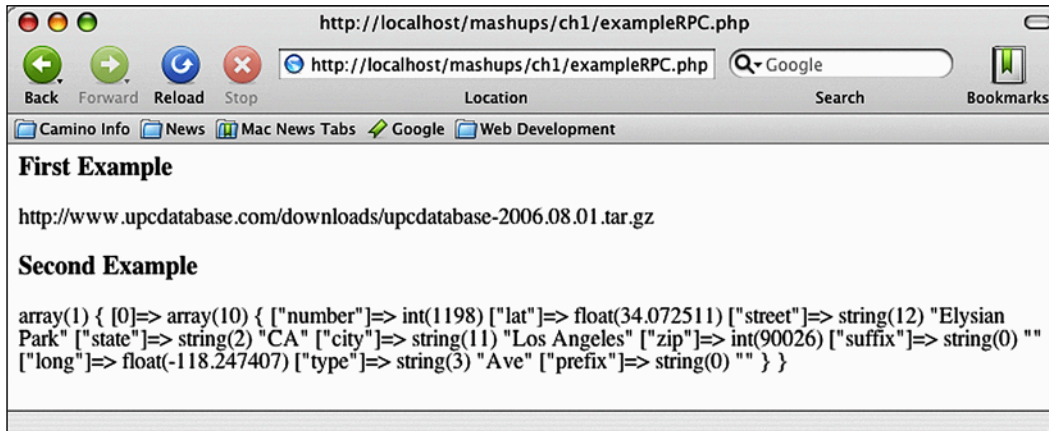 http://localhost/mashups/ch1/exampleRPC.php
http://localhost/mashups/ch1/exampleRPC.php
Google
Back Forward Reload Stop Location Search Bookmarks
Camino Info News Mac News Tabs Google Web Development
First Example
http://www.upcdatabase.com/downloads/upcdatabase-2006.08.01.tar.gz
Second Example
array(1) { [0]=> array(10) { ["number"]=> int(1198) ["lat"]=> float(34.072511) ["street"]=> string(12) "Elysian
Park" ["state"]=> string(2) "CA" ["city"]=> string(11) "Los Angeles" ["zip"]=> int(90026) ["suffix"]=> string(0) ""
["long"]=> float(-118.247407) ["type"]=> string(3) "Ave" ["prefix"]=> string(0) "" } }